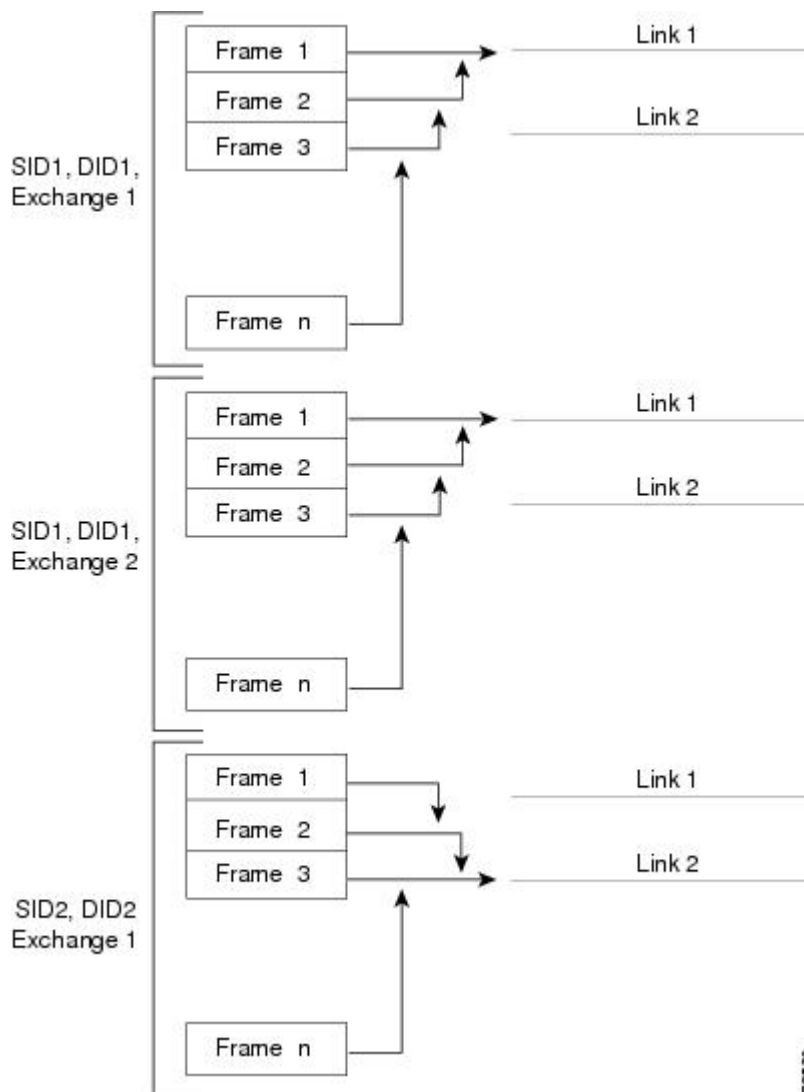 Frame 1
Link 1
Frame 2
Link 2
Frame 3
SID1, DID1,
Exchange 1
Frame n
Frame 1
Link 1
Frame 2
Link 2
Frame 3
SID1, DID1,
Exchange 2
Frame n
Frame 1
Link 1
Frame 2
Link 2
Frame 3
SID2, DID2
Exchange 1
Frame n